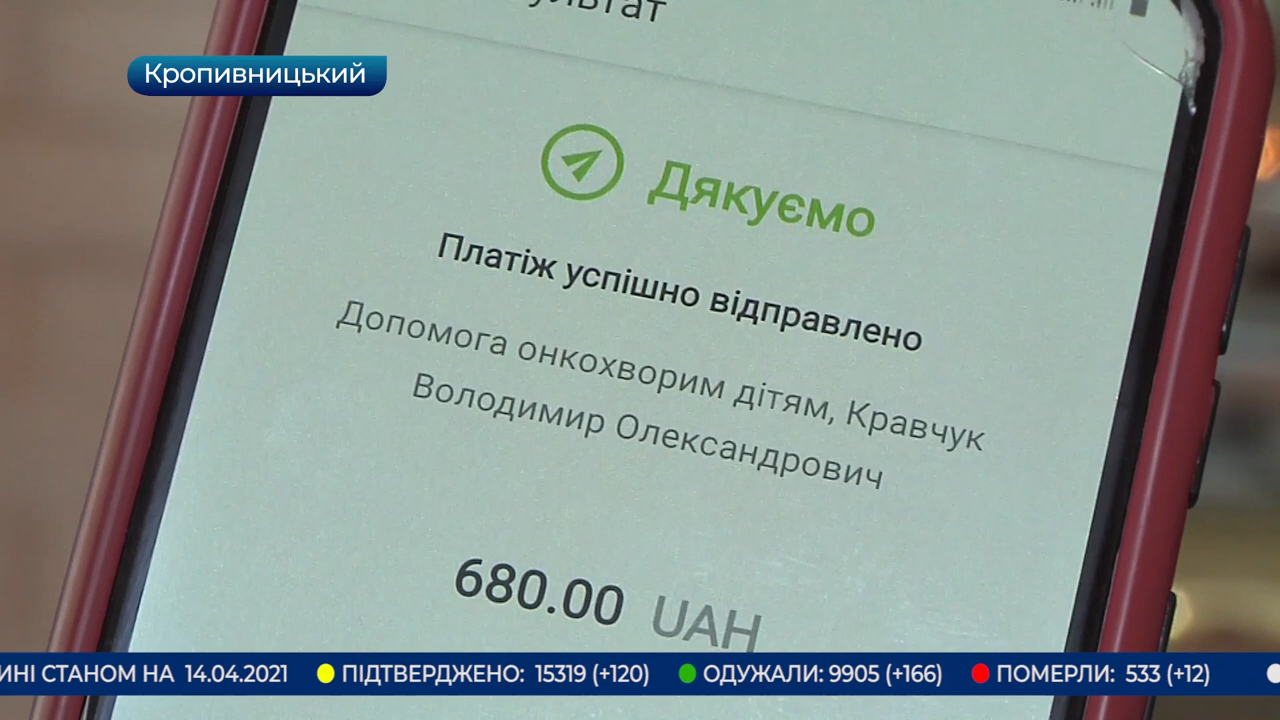 Кропивницький
Дякуємо
Платіж успішно відправлено
Допомога онкохворим дітям, Кравчук
Володимир Олександрович
680.00 UAH
СТАНОМ НА 14.04.2021 ПІДТВЕРДЖЕНО: 15319 (+120) ОДУЖАЛИ: 9905 (+166) ПОМЕРЛИ: 533 (+12)